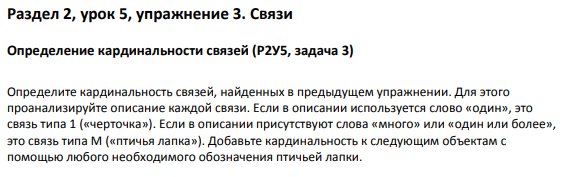 Раздел 2, урок 5, упражнение 3. Связи
Определение кардинальности связей (Р2У5, задача 3)
Определите кардинальность связей, найденных в предыдущем упражнении. Для этого
проанализируйте описание каждой связи. Если в описании используется слово «один», это
связь типа 1 («черточка»). Если в описании присутствуют слова «много» или «один или более»,
это связь типа М («птичья лапка»). Добавьте кардинальность к следующим объектам с
помощью любого необходимого обозначения птичьей лапки.